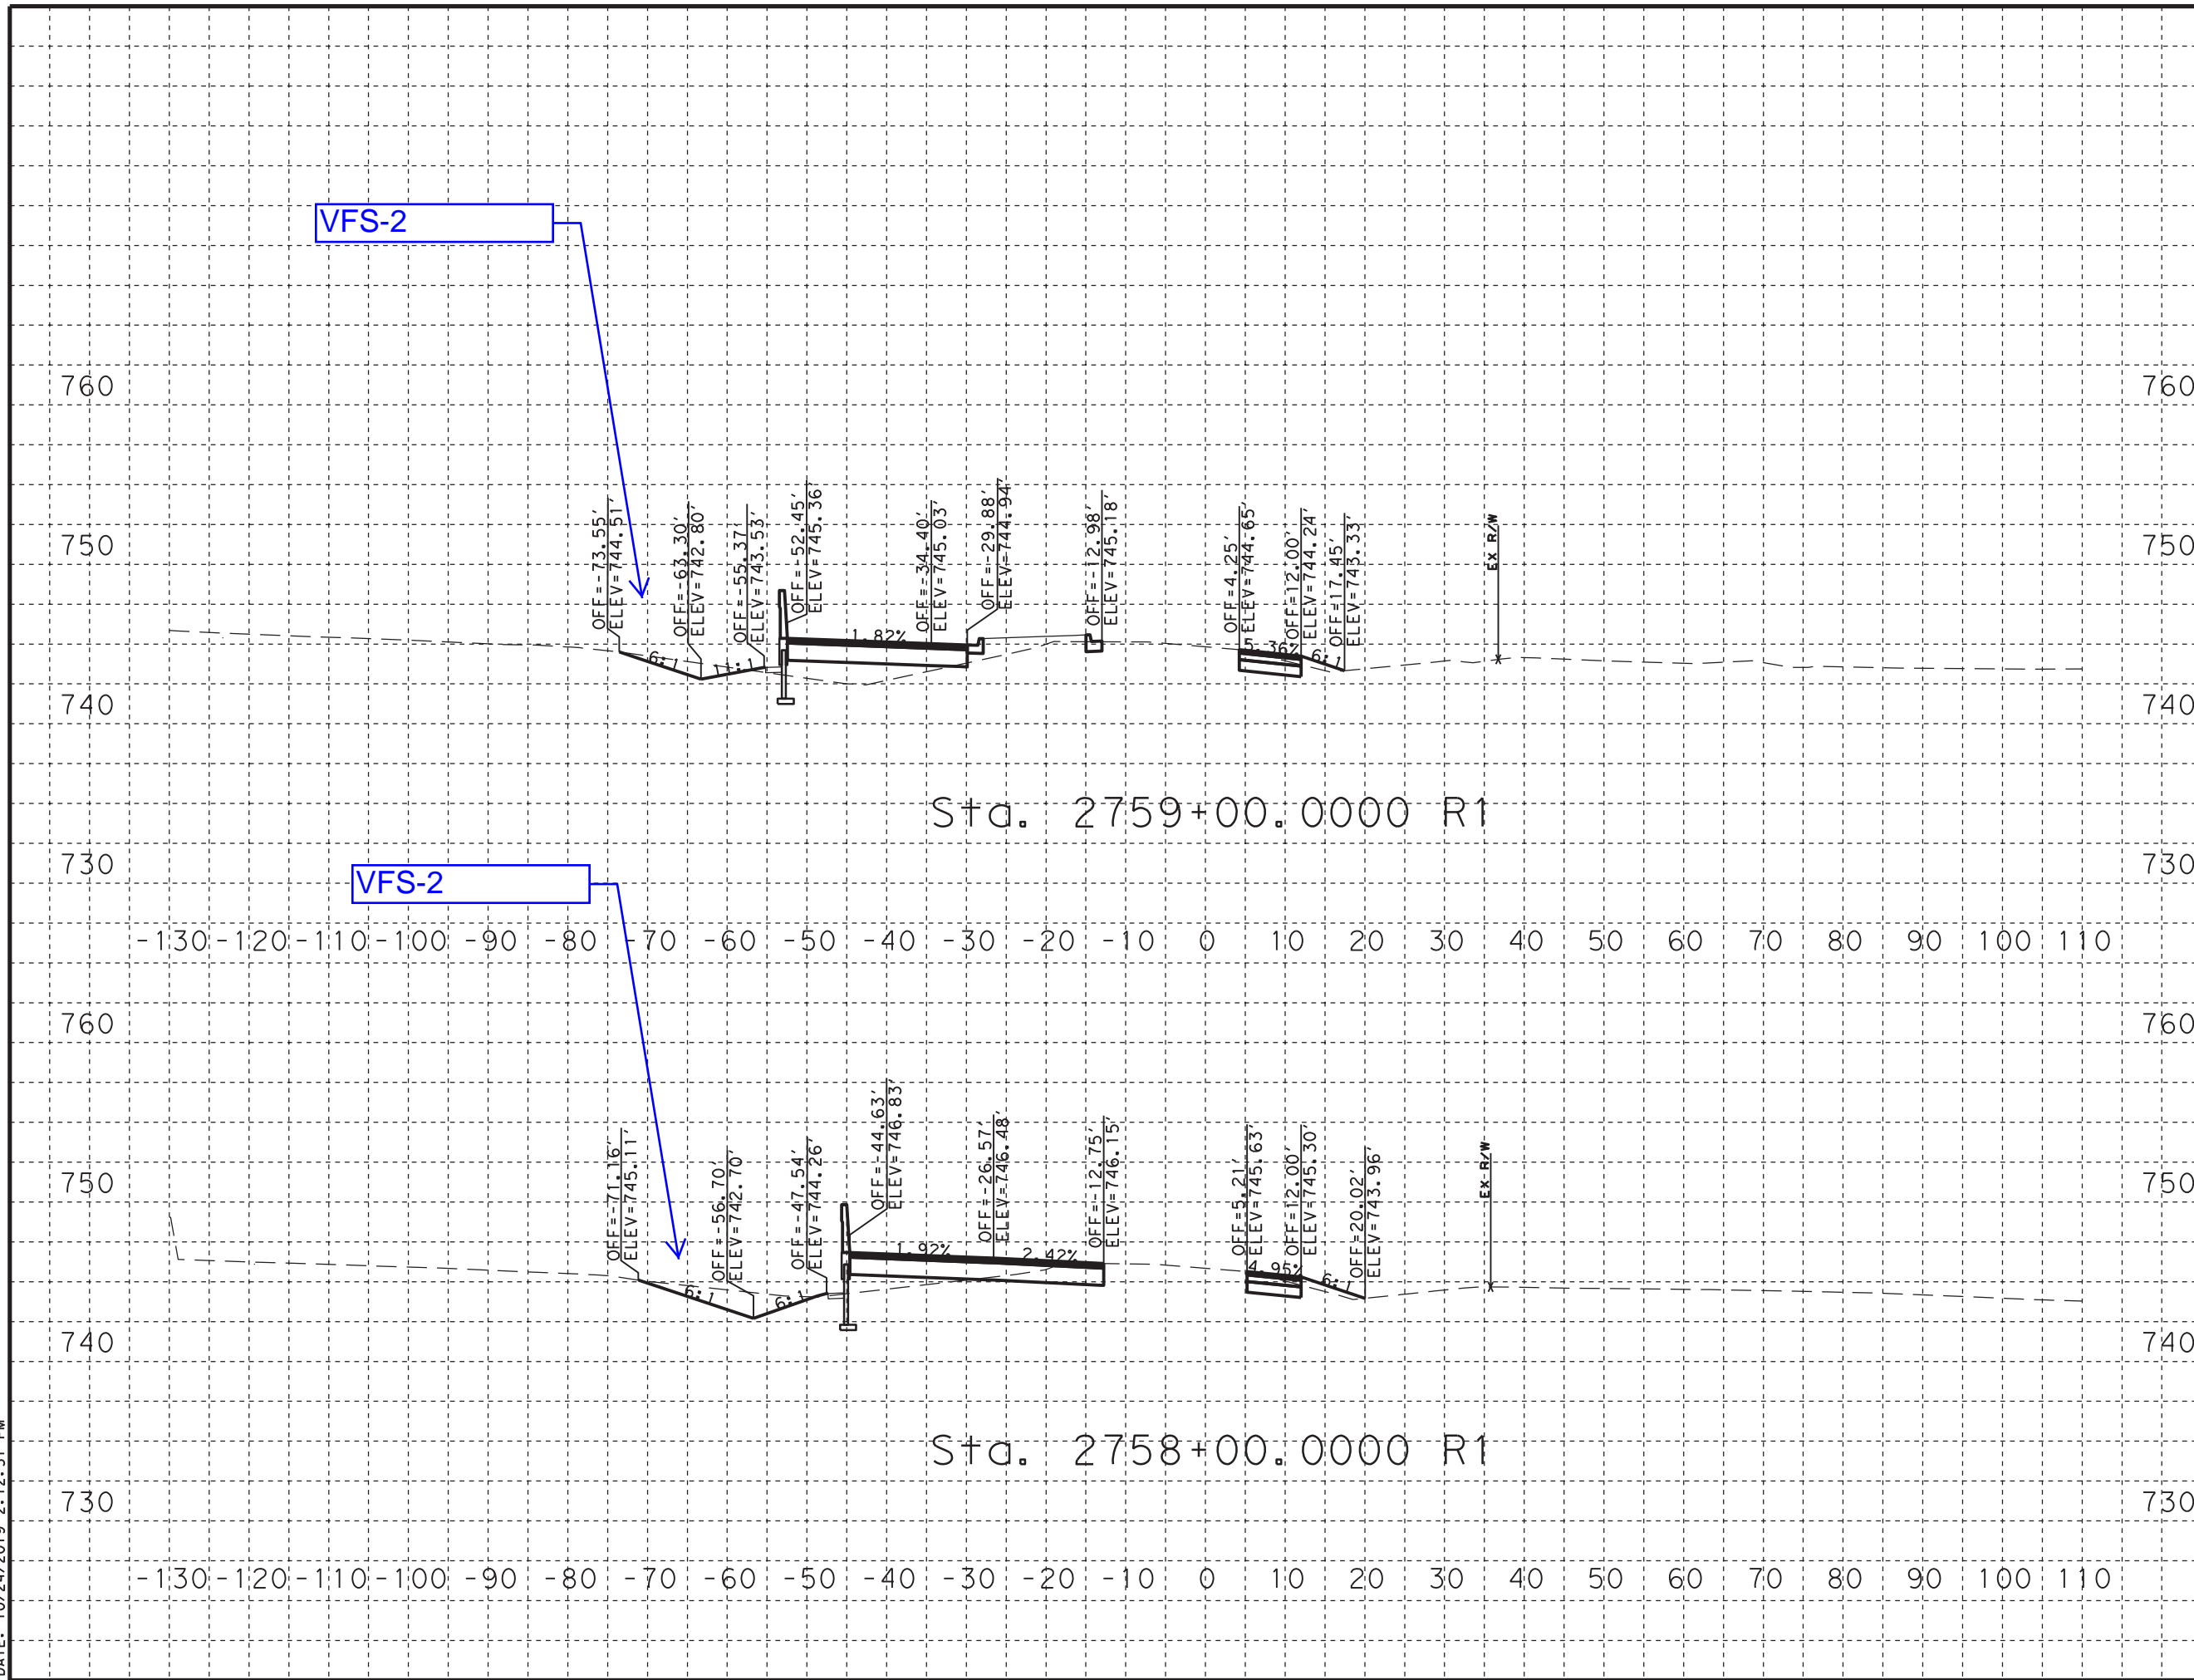 VFS-2
760
760
OFF=-73.55'
ELEV=744.51'
OFF=-63.30'
ELEV=742.80'
OFF=-55.37'
ELEV=743.53'
OFF=-52.45'
ELEV=745.36'
OFF=-34.40'
ELEV=745.03'
OFF=-29.88'
ELEV=744.94'
OFF=-12.98'
ELEV=745.18'
OFF=4.25'
ELEV=744.65'
OFF=12.00'
ELEV=744.24'
OFF=17.45'
ELEV=743.33'
Ex R/W
750
750
6:1
11:1
1.82%
5.36%
6:1
740
740
Sta. 2759+00.0000 R1
730
730
VFS-2
-130 -120 -110 -100 -90 -80 -70 -60 -50 -40 -30 -20 -10 0 10 20 30 40 50 60 70 80 90 100 110
760
760
OFF=-71.16'
ELEV=745.11'
OFF=-56.70'
ELEV=742.70'
OFF=-47.54'
ELEV=744.26'
OFF=-44.63'
ELEV=746.83'
OFF=-26.57'
ELEV=746.48'
OFF=-12.75'
ELEV=746.15'
OFF=5.21'
ELEV=745.63'
OFF=12.00'
ELEV=745.30'
OFF=20.02'
ELEV=743.96'
Ex R/W
750
750
6:1
6:1
1.92%
2.42%
4.95%
6:1
740
740
Sta. 2758+00.0000 R1
730
730
-130 -120 -110 -100 -90 -80 -70 -60 -50 -40 -30 -20 -10 0 10 20 30 40 50 60 70 80 90 100 110